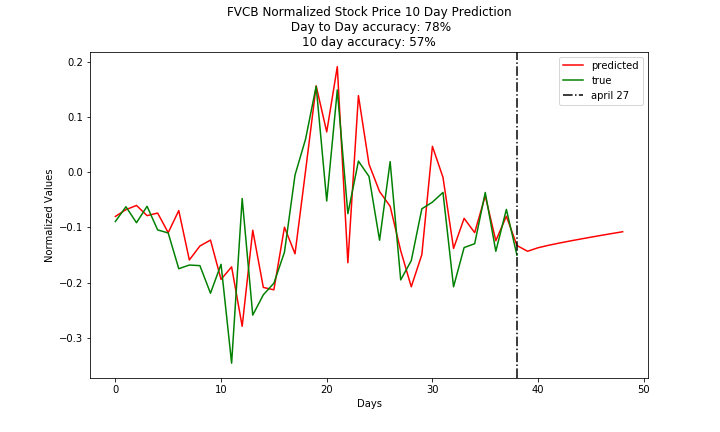 FVCB Normalized Stock Price 10 Day Prediction
Day to Day accuracy: 78%
10 day accuracy: 57%
predicted
true
april 27
0.2
0.1
0.0
−0.1
−0.2
−0.3
Normalized Values
0
10
20
30
40
50
Days